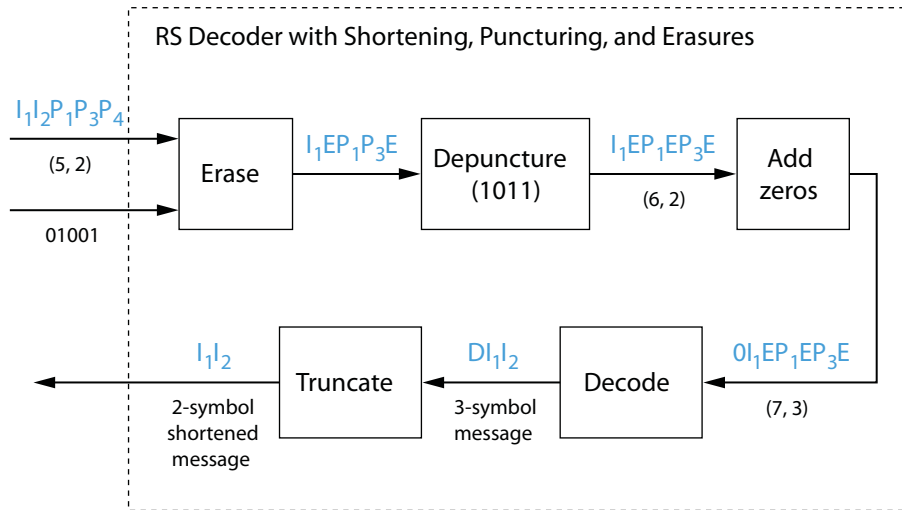 RS Decoder with Shortening, Puncturing, and Erasures
I₁I₂P₁P₃P₄
(5, 2)
01001
Erase
I₁EP₁P₃E
Depuncture
(1011)
I₁EP₁EP₃E
(6, 2)
Add
zeros
0I₁EP₁EP₃E
(7, 3)
Decode
DI₁I₂
3-symbol
message
Truncate
I₁I₂
2-symbol
shortened
message